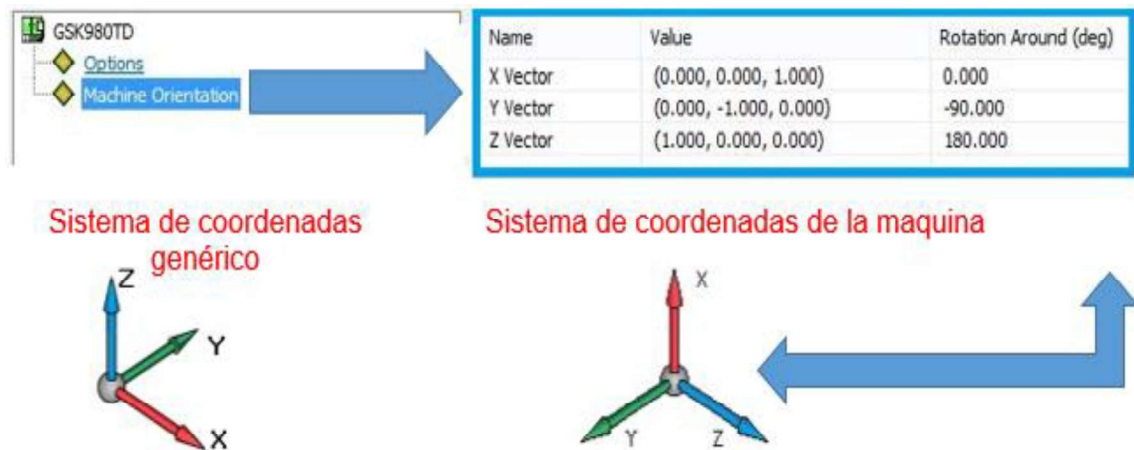 GSK980TD
Options
Machine Orientation
Name Value Rotation Around (deg)
X Vector (0.000, 0.000, 1.000) 0.000
Y Vector (0.000, -1.000, 0.000) -90.000
Z Vector (1.000, 0.000, 0.000) 180.000
Sistema de coordenadas
genérico
Sistema de coordenadas de la maquina
Z
Y
X
X
Y
Z